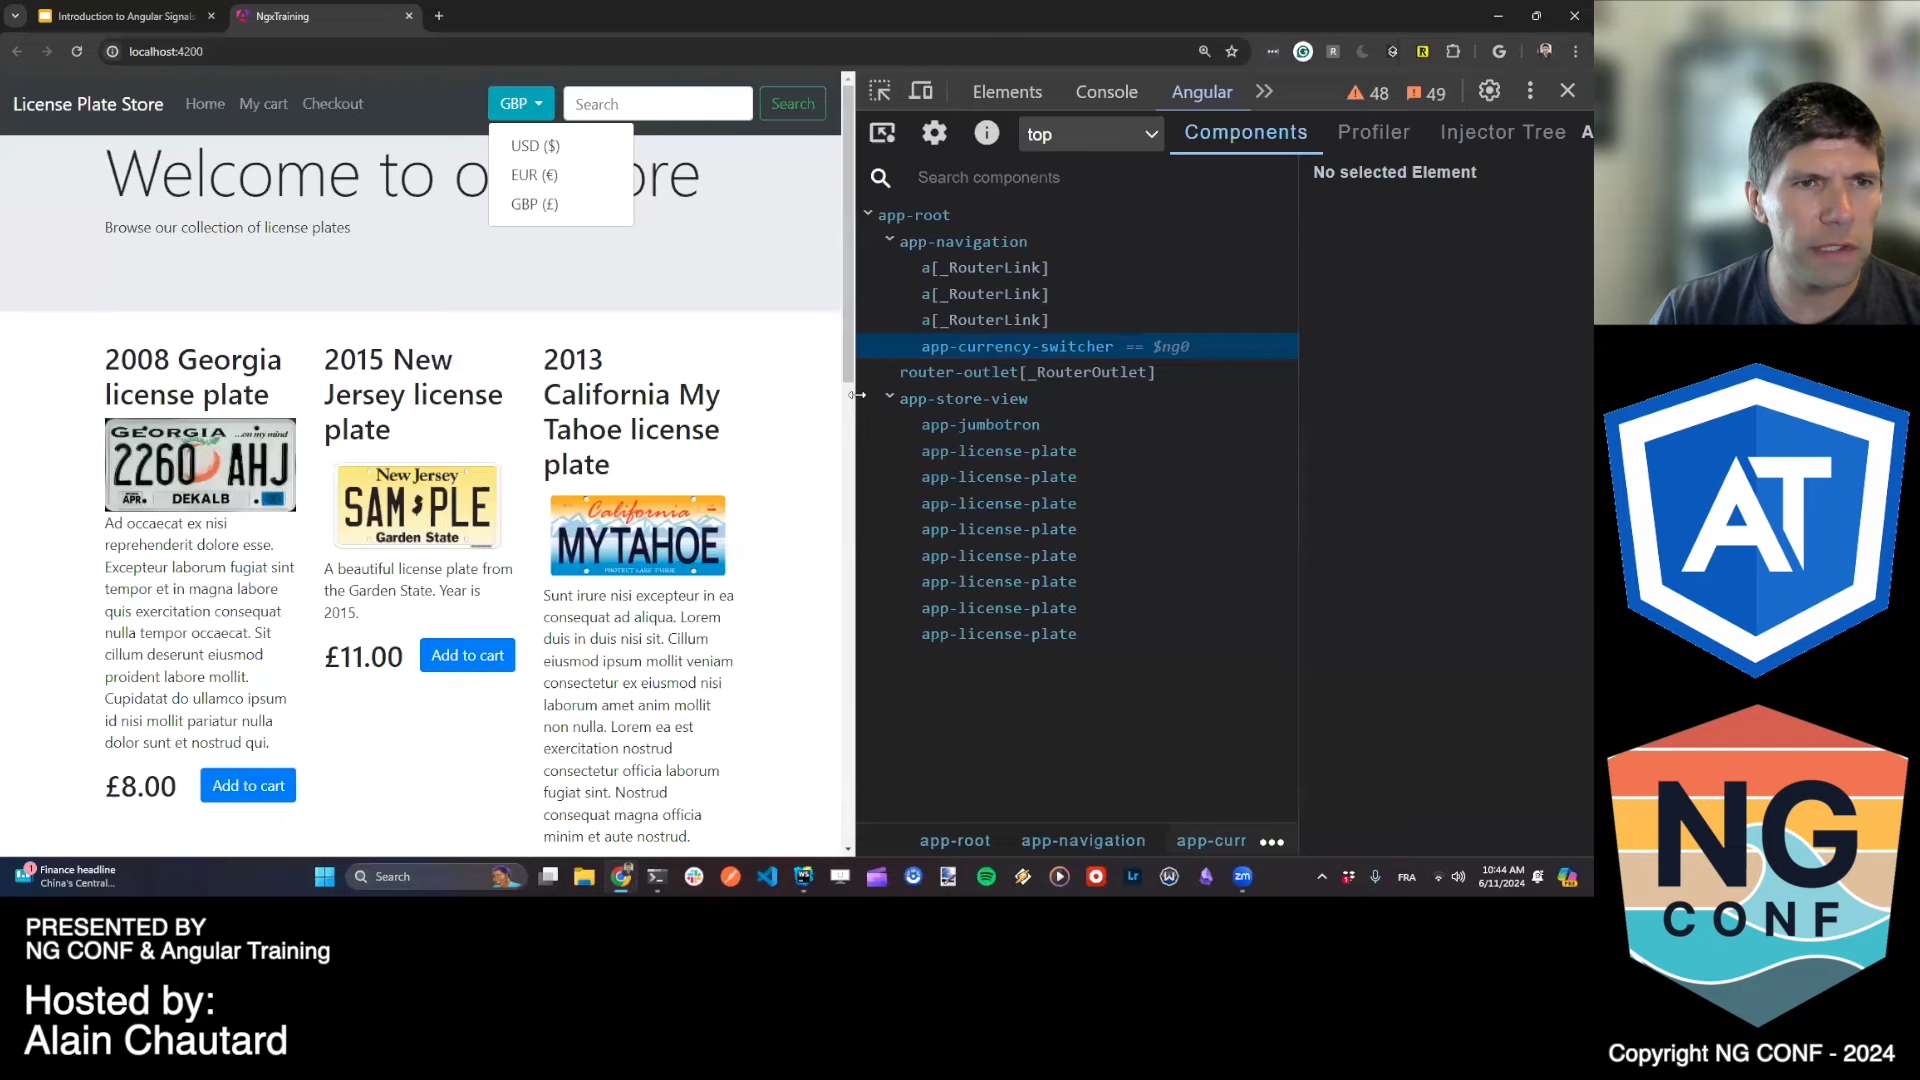 Introduction to Angular Signals
NgxTraining
localhost:4200
License Plate Store
Home
My cart
Checkout
GBP
Search
Search
USD ($)
EUR (€)
GBP (£)
Welcome to o
ore
Browse our collection of license plates
2008 Georgia
license plate
GEORGIA
...on my mind
2260 AHJ
APR.
DEKALB
Ad occaecat ex nisi
reprehenderit dolore esse.
Excepteur laborum fugiat sint
tempor et in magna labore
quis exercitation consequat
nulla tempor occaecat. Sit
cillum deserunt eiusmod
proident labore mollit.
Cupidatat do ullamco ipsum
id nisi mollit pariatur nulla
dolor sunt et nostrud qui.
£8.00
Add to cart
2015 New
Jersey license
plate
New Jersey
SAM PLE
Garden State
A beautiful license plate from
the Garden State. Year is
2015.
£11.00
Add to cart
2013
California My
Tahoe license
plate
California
MYTAHOE
PROTECT LAKE TAHOE
Sunt irure nisi excepteur in ea
consequat ad aliqua. Lorem
duis in duis nisi sit. Cillum
eiusmod ipsum mollit veniam
consectetur ex eiusmod nisi
laborum amet anim mollit
non nulla. Lorem ea est
exercitation nostrud
consectetur officia laborum
fugiat sint. Nostrud
consequat magna officia
minim et aute nostrud.
Elements
Console
Angular
48
49
top
Components
Profiler
Injector Tree
A
Search components
No selected Element
app-root
app-navigation
a[_RouterLink]
a[_RouterLink]
a[_RouterLink]
app-currency-switcher == $ng0
router-outlet[_RouterOutlet]
app-store-view
app-jumbotron
app-license-plate
app-license-plate
app-license-plate
app-license-plate
app-license-plate
app-license-plate
app-license-plate
app-license-plate
app-root
app-navigation
app-curr
Finance headline
China's Central...
Search
FRA
10:44 AM
6/11/2024
AT
NG
CONF
PRESENTED BY
NG CONF & Angular Training
Hosted by:
Alain Chautard
Copyright NG CONF - 2024